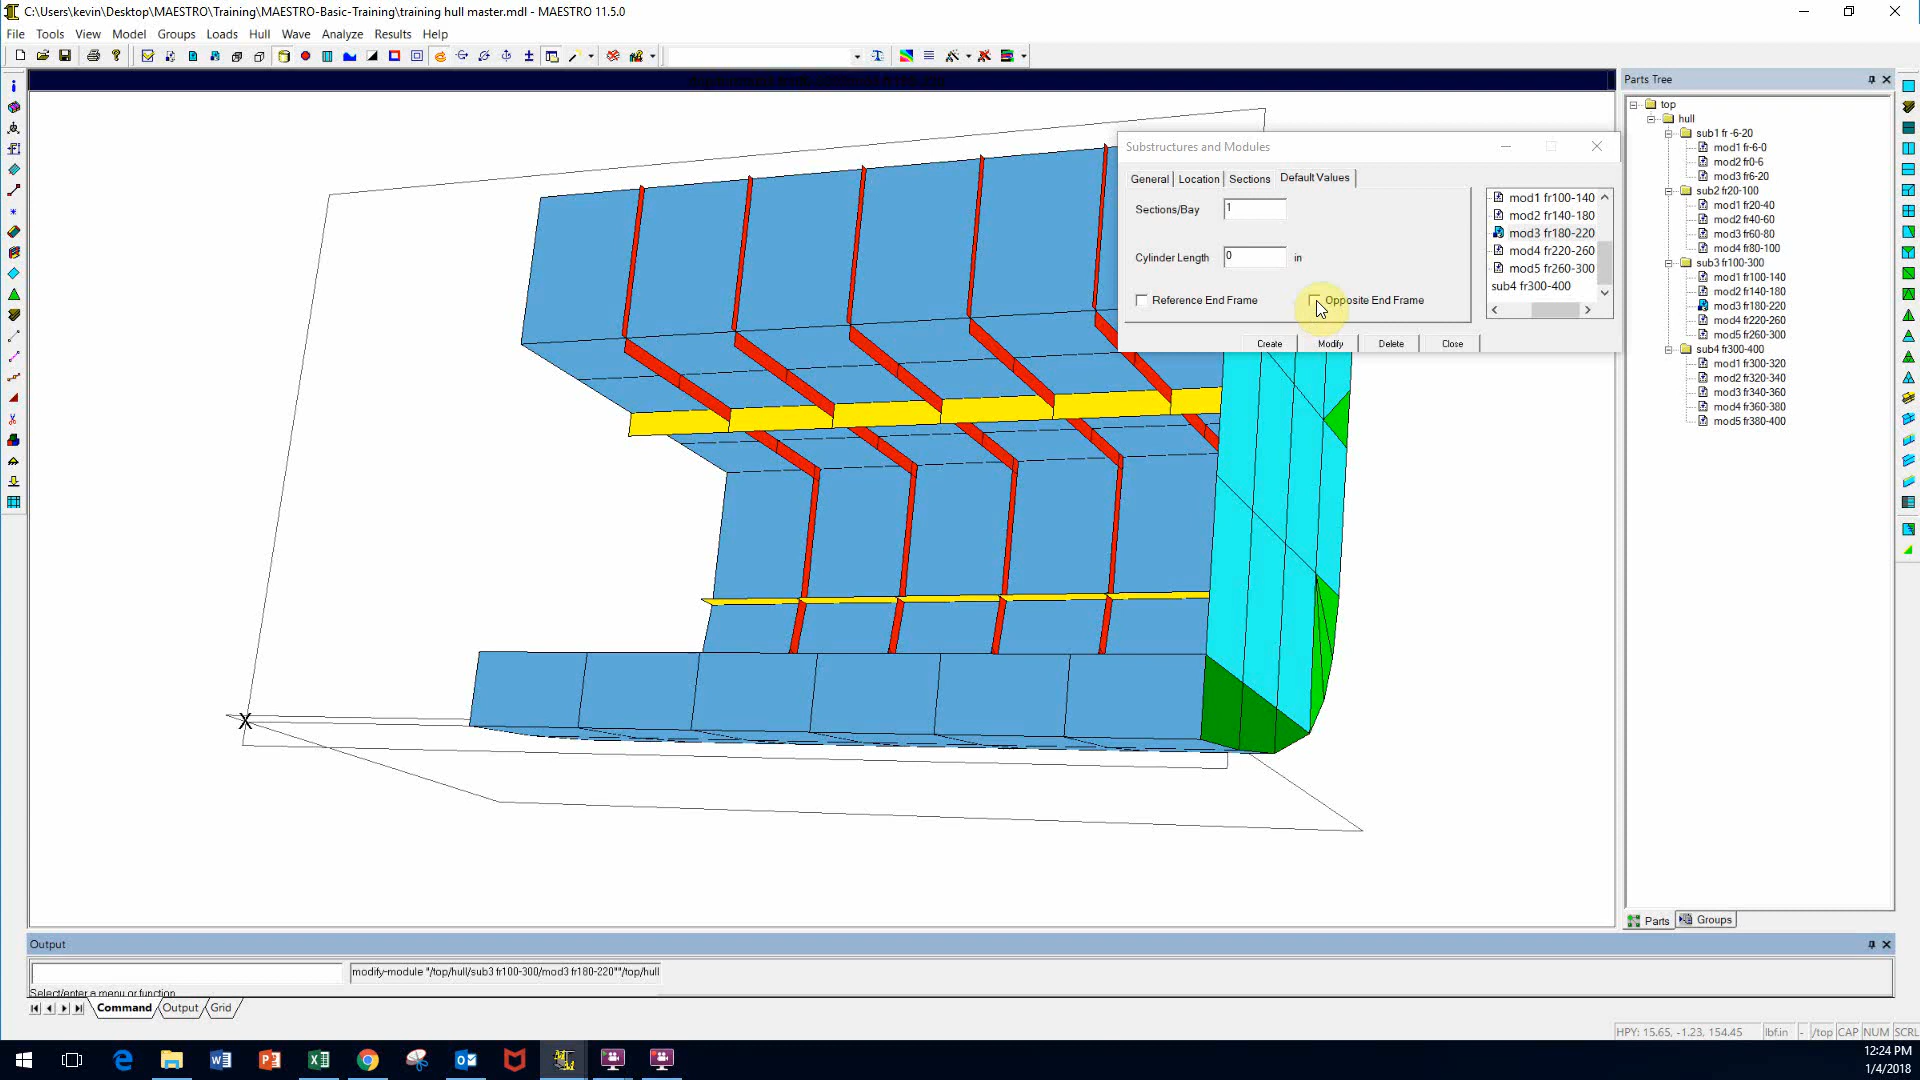 C:\Users\kevin\Desktop\MAESTRO\Training\MAESTRO-Basic-Training\training hull master.mdl - MAESTRO 11.5.0
File Tools View Model Groups Loads Hull Wave Analyze Results Help
Parts Tree
top
hull
sub1 fr -6-20
mod1 fr-6-0
mod2 fr0-6
mod3 fr6-20
sub2 fr20-100
mod1 fr20-40
mod2 fr40-60
mod3 fr60-80
mod4 fr80-100
sub3 fr100-300
mod1 fr100-140
mod2 fr140-180
mod3 fr180-220
mod4 fr220-260
mod5 fr260-300
sub4 fr300-400
mod1 fr300-320
mod2 fr320-340
mod3 fr340-360
mod4 fr360-380
mod5 fr380-400
Parts Groups
Substructures and Modules
General Location Sections Default Values
Sections/Bay 1
Cylinder Length 0 in
Reference End Frame Opposite End Frame
mod1 fr100-140
mod2 fr140-180
mod3 fr180-220
mod4 fr220-260
mod5 fr260-300
sub4 fr300-400
Create Modify Delete Close
X
Output
modify-module "/top/hull/sub3 fr100-300/mod3 fr180-220""/top/hull
Select/enter a menu or function
Command Output Grid
HPY: 15.65, -1.23, 154.45 lbf.in - /top CAP NUM SCRL
12:24 PM
1/4/2018